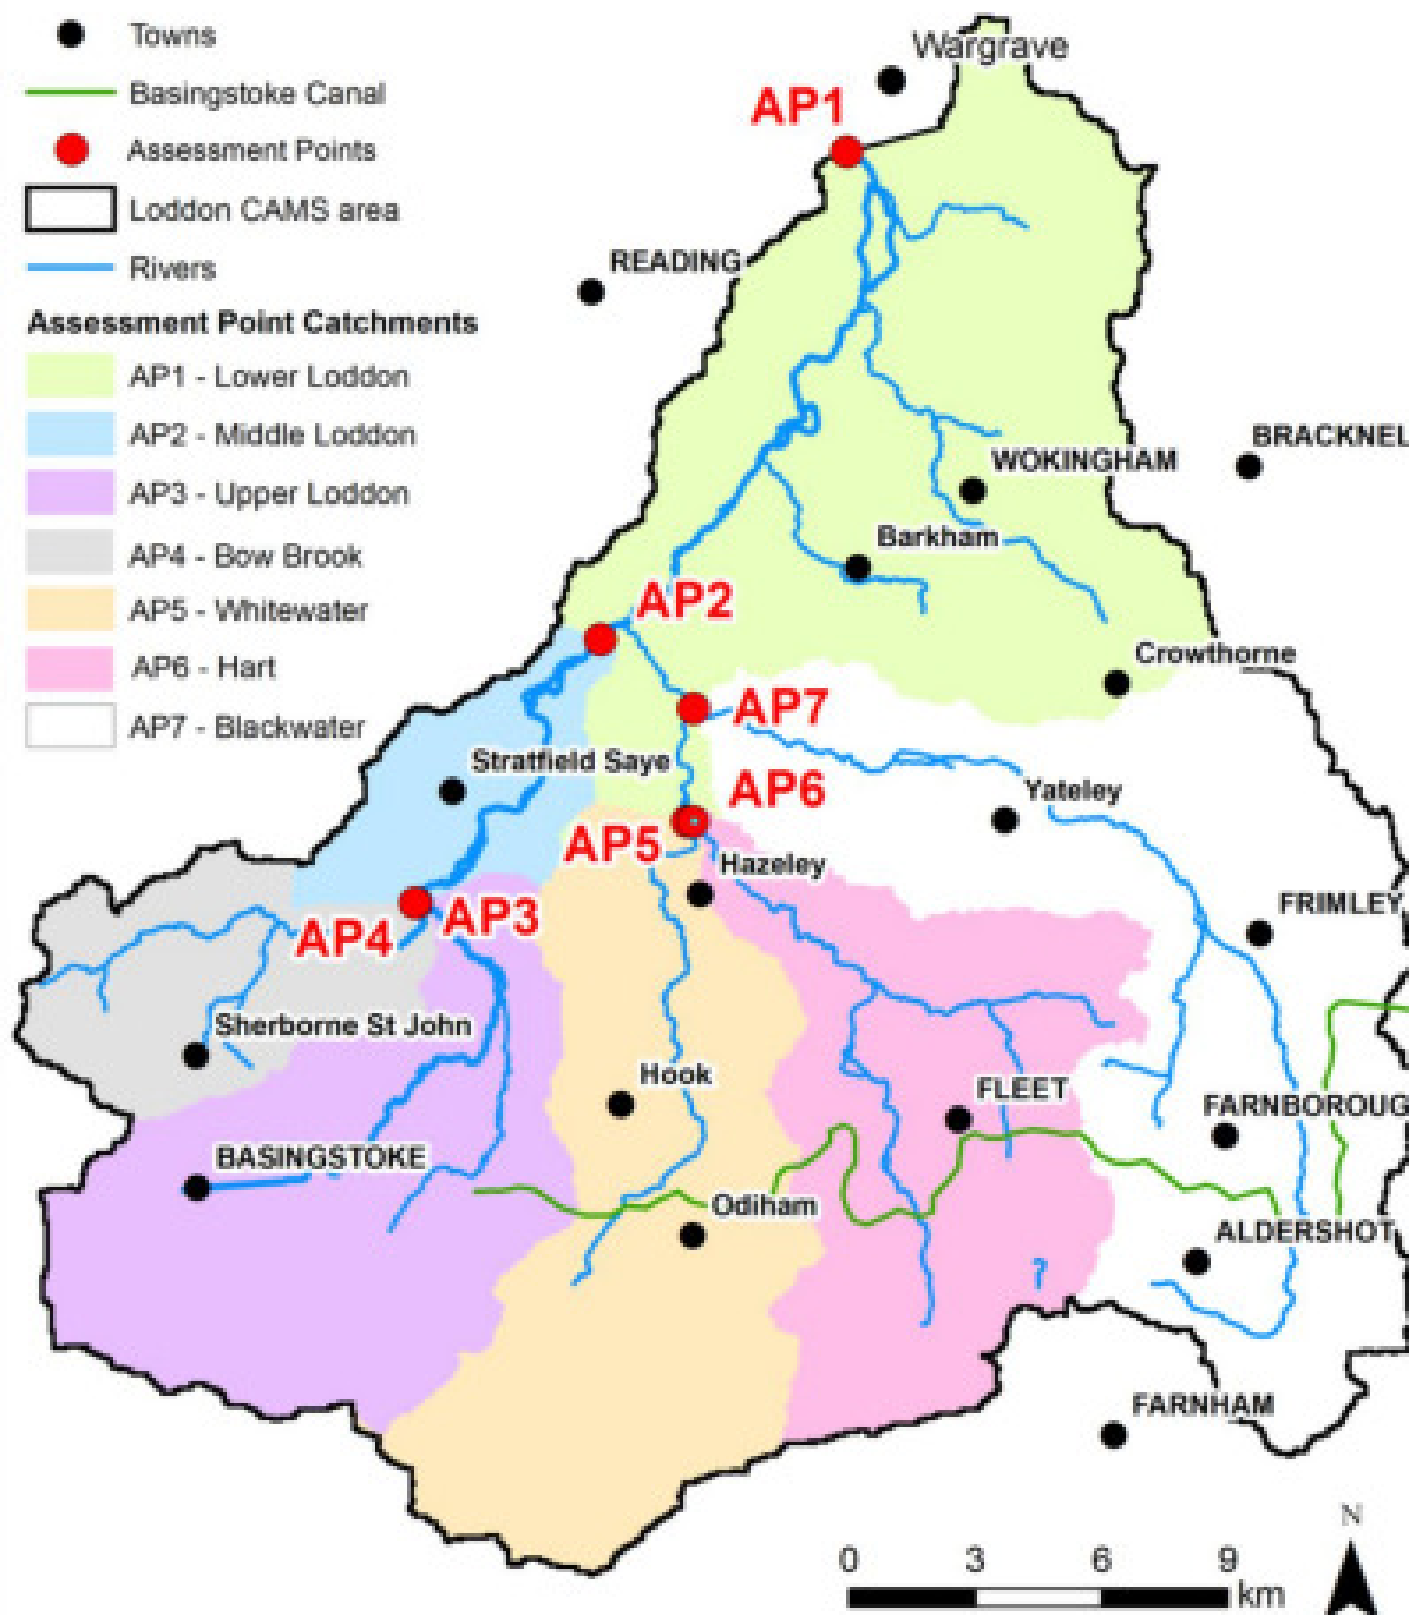 Towns
Basingstoke Canal
Assessment Points
Loddon CAMS area
Rivers
Assessment Point Catchments
AP1 - Lower Loddon
AP2 - Middle Loddon
AP3 - Upper Loddon
AP4 - Bow Brook
AP5 - Whitewater
AP6 - Hart
AP7 - Blackwater
Wargrave
AP1
READING
BRACKNEL
WOKINGHAM
Barkham
AP2
Crowthorne
AP7
Stratfield Saye
AP6
Yateley
AP5
Hazeley
FRIMLEY
AP4
AP3
Sherborne St John
Hook
FLEET
FARNBOROUG
BASINGSTOKE
Odiham
ALDERSHOT
FARNHAM
N
0 3 6 9
km